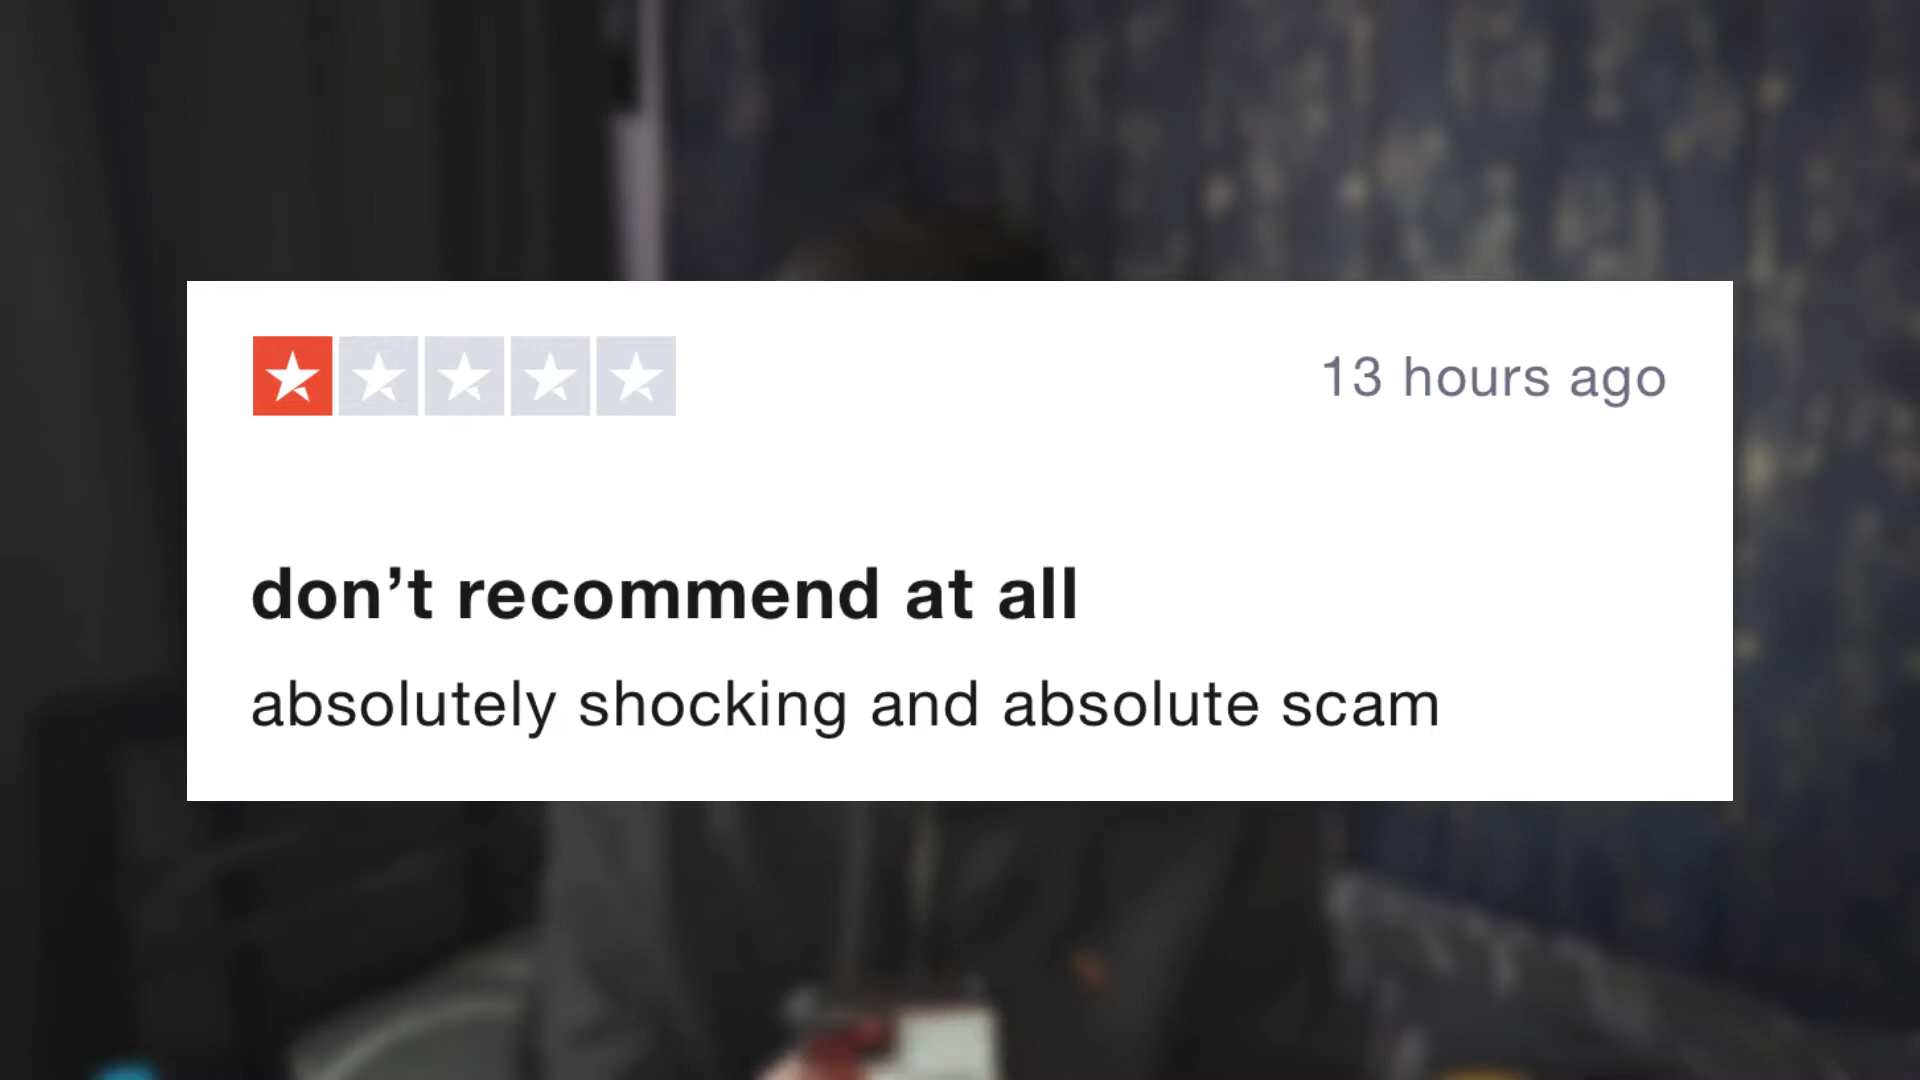 13 hours ago
don’t recommend at all
absolutely shocking and absolute scam